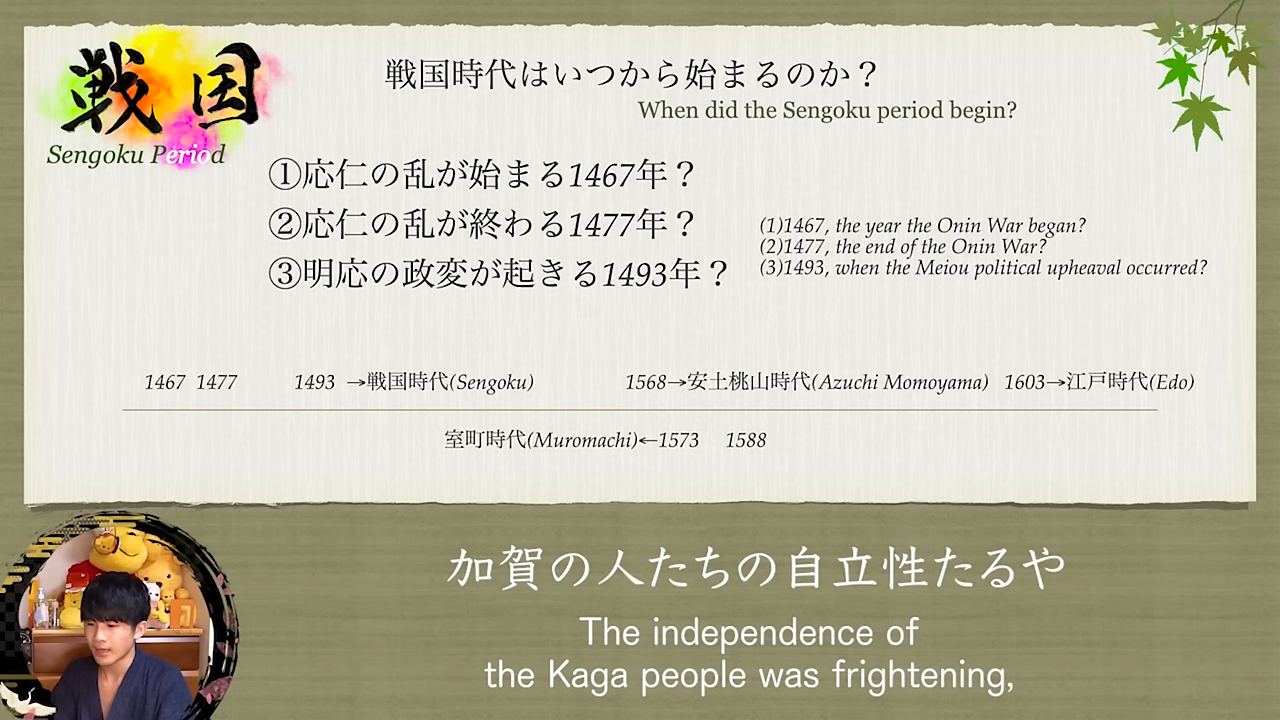 戦国
Sengoku Period
戦国時代はいつから始まるのか？
When did the Sengoku period begin?
①応仁の乱が始まる1467年？
②応仁の乱が終わる1477年？
③明応の政変が起きる1493年？
(1)1467, the year the Onin War began?
(2)1477, the end of the Onin War?
(3)1493, when the Meiou political upheaval occurred?
1467 1477 1493 →戦国時代(Sengoku) 1568→安土桃山時代(Azuchi Momoyama) 1603→江戸時代(Edo)
室町時代(Muromachi)←1573 1588
加賀の人たちの自立性たるや
The independence of
the Kaga people was frightening,